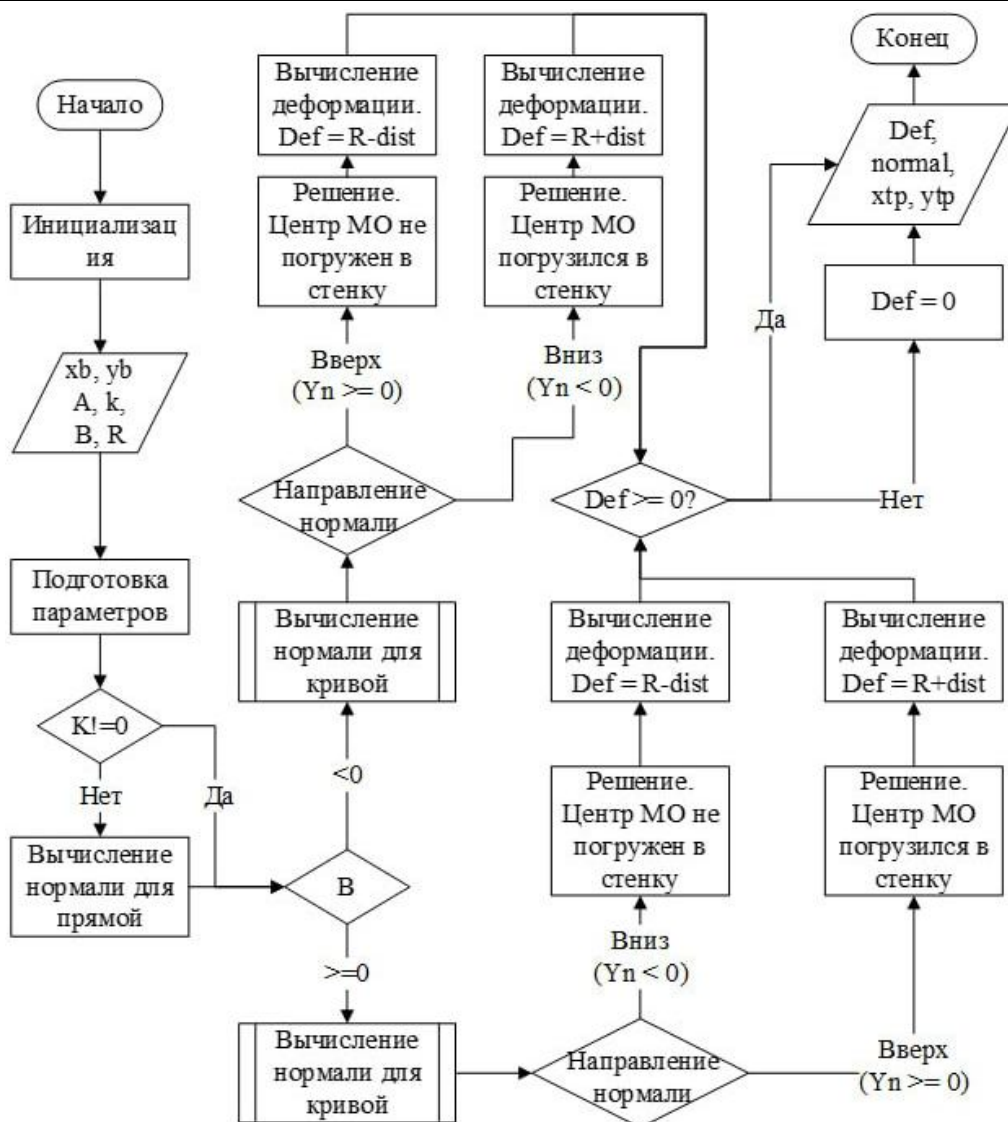 Начало
Инициализац
ия
xb, yb
A, k,
B, R
Подготовка
параметров
K!=0
Нет
Да
Вычисление
нормали для
прямой
B
<0
>=0
Вычисление
нормали для
кривой
Направление
нормали
Вверх
(Yn >= 0)
Решение.
Центр МО не
погружен в
стенку
Вычисление
деформации.
Def = R-dist
Вниз
(Yn < 0)
Решение.
Центр МО
погрузился в
стенку
Вычисление
деформации.
Def = R+dist
Вычисление
нормали для
кривой
Направление
нормали
Вниз
(Yn < 0)
Решение.
Центр МО не
погружен в
стенку
Вычисление
деформации.
Def = R-dist
Вверх
(Yn >= 0)
Решение.
Центр МО
погрузился в
стенку
Вычисление
деформации.
Def = R+dist
Def >= 0?
Да
Нет
Def = 0
Def,
normal,
xtp, ytp
Конец